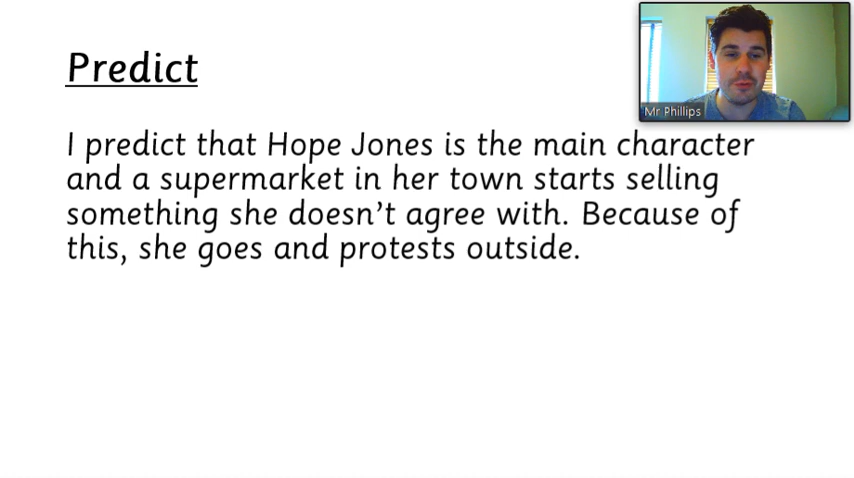 Predict
Mr Phillips
I predict that Hope Jones is the main character
and a supermarket in her town starts selling
something she doesn’t agree with. Because of
this, she goes and protests outside.